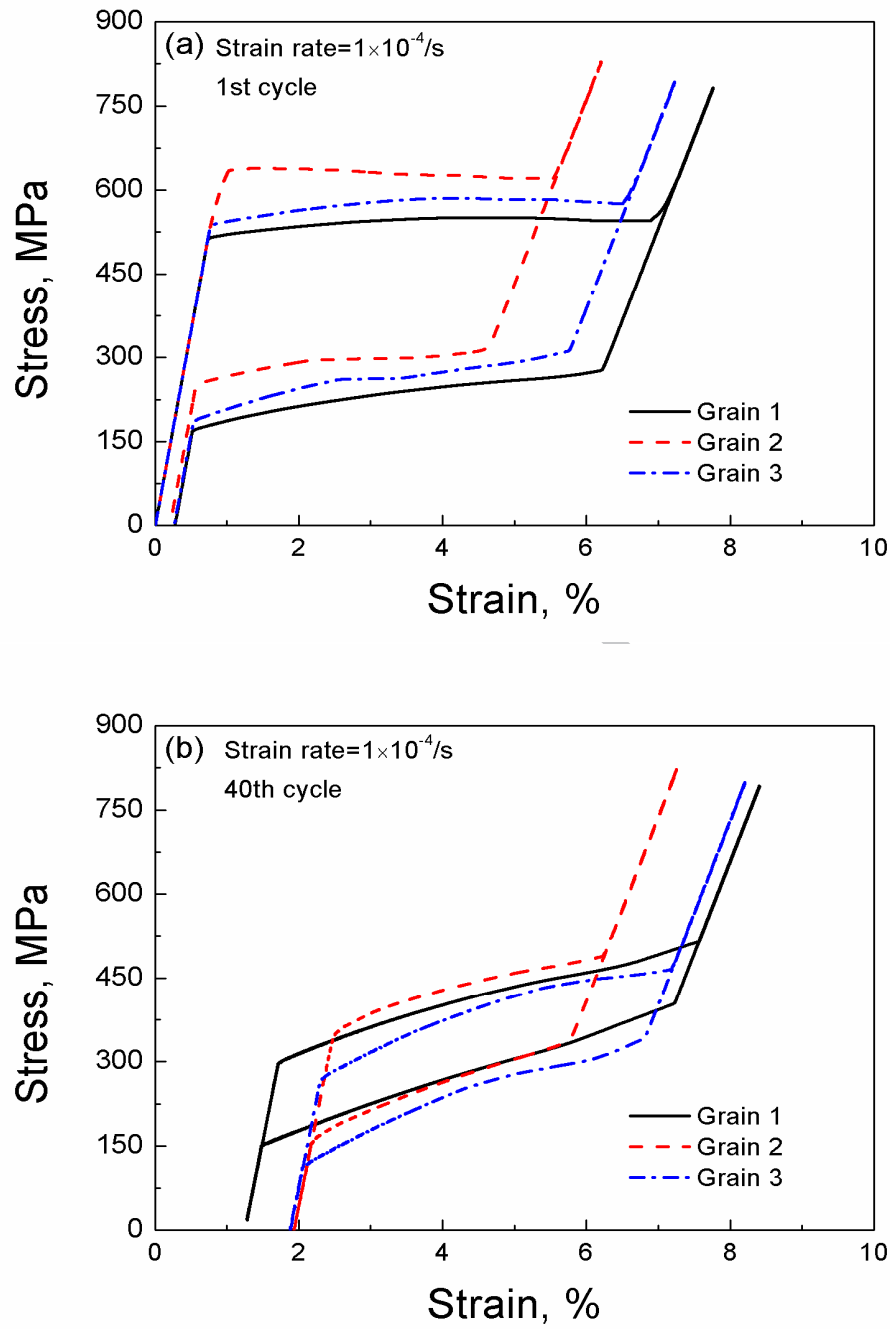 900
(a) Strain rate=1×10⁻⁴/s
1st cycle
750
600
450
300
150
0
Stress, MPa
Grain 1
Grain 2
Grain 3
0 2 4 6 8 10
Strain, %
900
(b) Strain rate=1×10⁻⁴/s
40th cycle
750
600
450
300
150
0
Stress, MPa
Grain 1
Grain 2
Grain 3
0 2 4 6 8 10
Strain, %